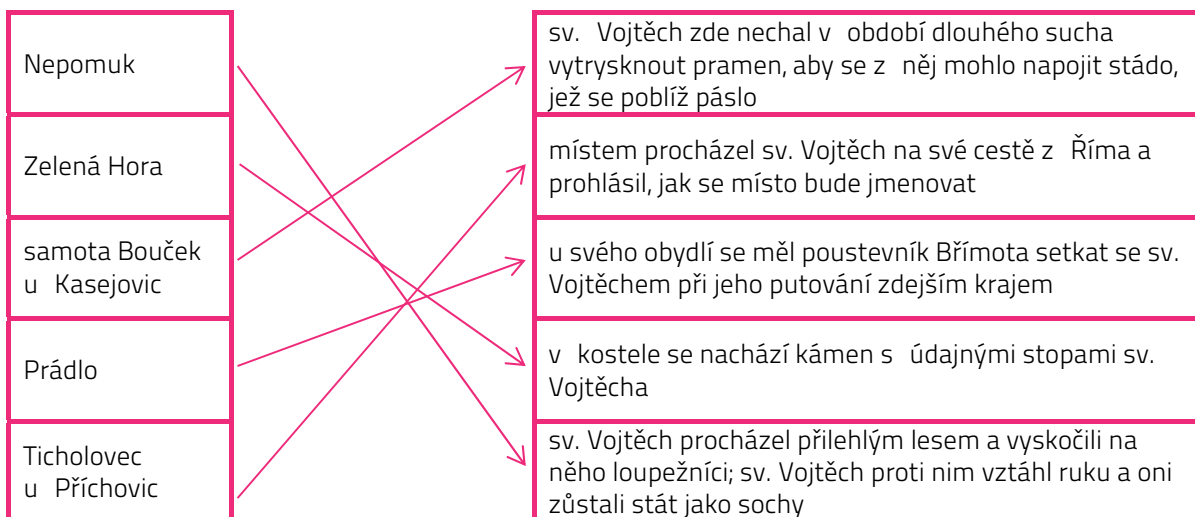 Nepomuk
sv. Vojtěch zde nechal v období dlouhého sucha
vytrysknout pramen, aby se z něj mohlo napojit stádo,
jež se poblíž páslo
Zelená Hora
místem procházel sv. Vojtěch na své cestě z Říma a
prohlásil, jak se místo bude jmenovat
samota Bouček
u Kasejovic
u svého obydlí se měl poustevník Břímota setkat se sv.
Vojtěchem při jeho putování zdejším krajem
Prádlo
v kostele se nachází kámen s údajnými stopami sv.
Vojtěcha
Ticholovec
u Příchovic
sv. Vojtěch procházel přilehlým lesem a vyskočili na
něho loupežníci; sv. Vojtěch proti nim vztáhl ruku a oni
zůstali stát jako sochy